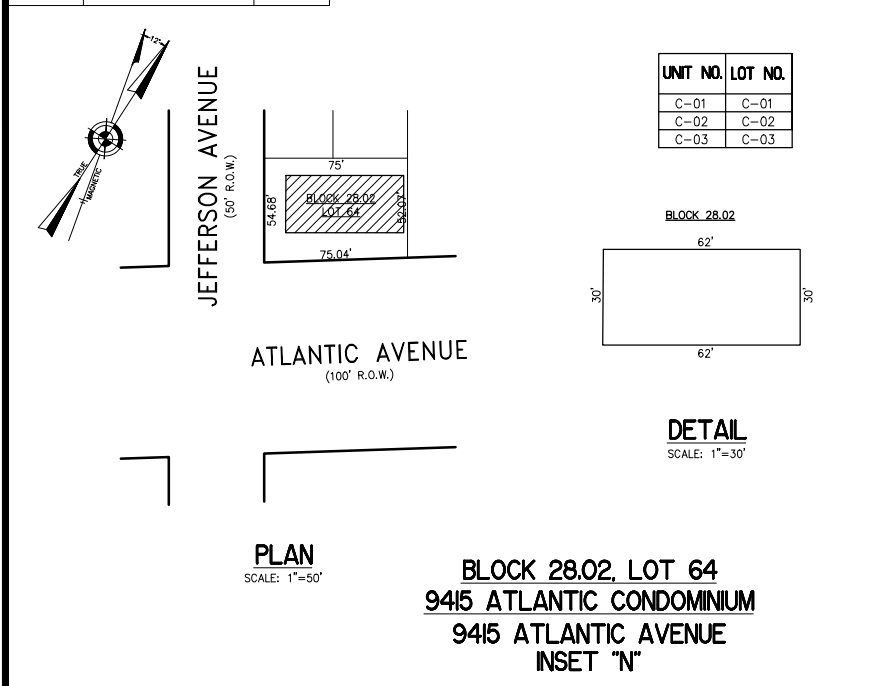 12°
TRUE
MAGNETIC
JEFFERSON AVENUE
(50' R.O.W.)
75'
54.68'
BLOCK 28.02
LOT 64
52.07'
75.04'
ATLANTIC AVENUE
(100' R.O.W.)
UNIT NO. LOT NO.
C-01 C-01
C-02 C-02
C-03 C-03
BLOCK 28.02
62'
30'
30'
62'
DETAIL
SCALE: 1"=30'
PLAN
SCALE: 1"=50'
BLOCK 28.02, LOT 64
9415 ATLANTIC CONDOMINIUM
9415 ATLANTIC AVENUE
INSET "N"